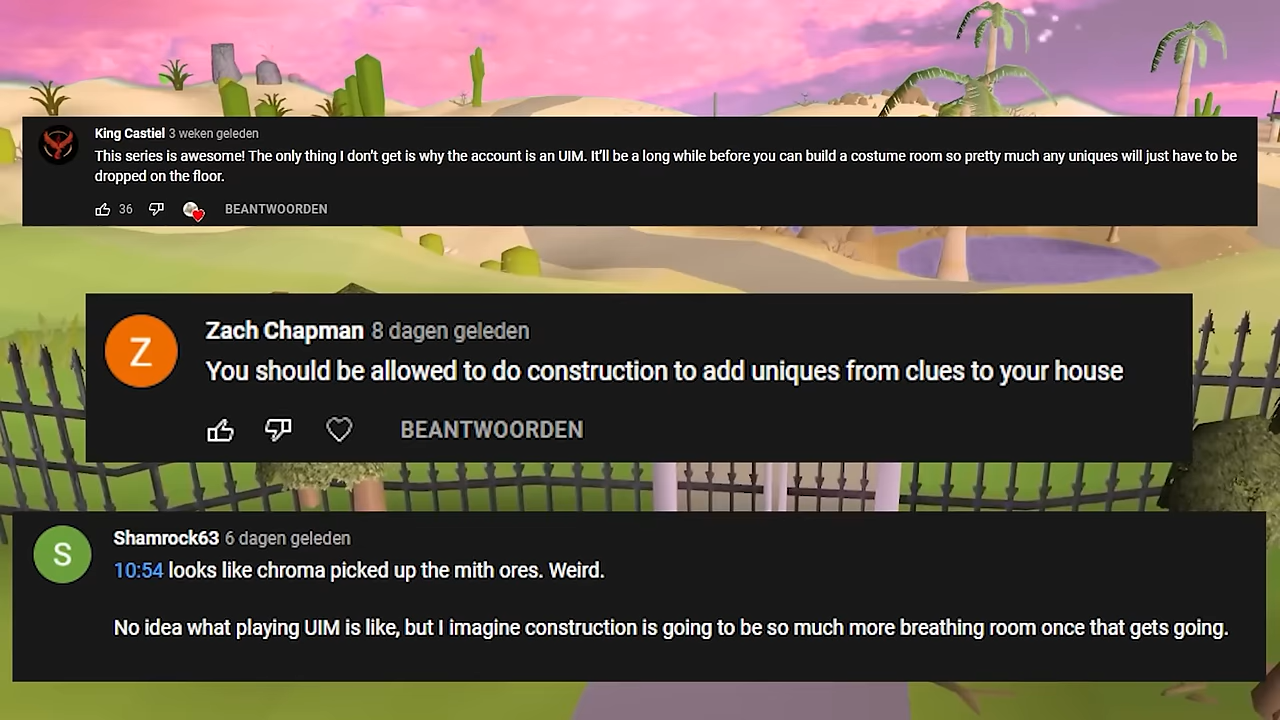 King Castiel 3 weken geleden
This series is awesome! The only thing I don't get is why the account is an UIM. It'll be a long while before you can build a costume room so pretty much any uniques will just have to be
dropped on the floor.
36 BEANTWOORDEN
Z
Zach Chapman 8 dagen geleden
You should be allowed to do construction to add uniques from clues to your house
BEANTWOORDEN
S
Shamrock63 6 dagen geleden
10:54 looks like chroma picked up the mith ores. Weird.
No idea what playing UIM is like, but I imagine construction is going to be so much more breathing room once that gets going.